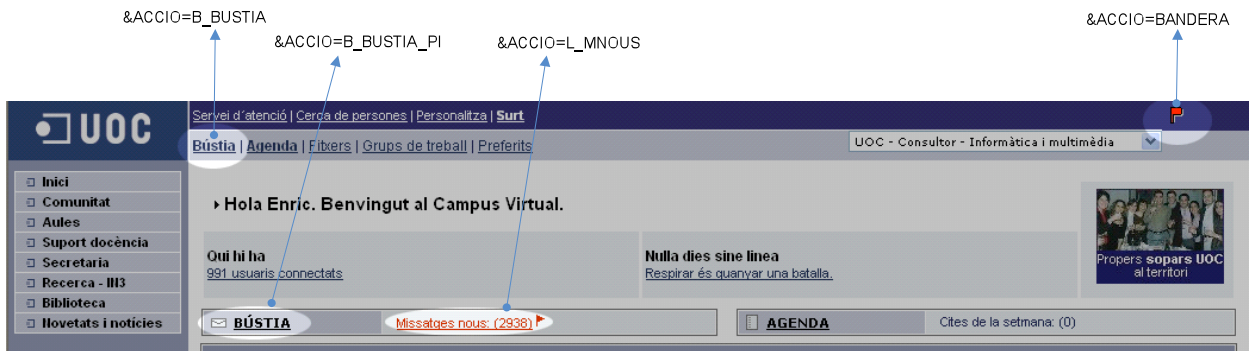 &ACCIO=B_BUSTIA
&ACCIO=BANDERA
&ACCIO=B_BUSTIA_PI
&ACCIO=L_MNOUS
UOC
Servei d´atenció | Cerca de persones | Personalitza | Surt
Bústia | Agenda | Fitxers | Grups de treball | Preferits
UOC - Consultor - Informàtica i multimèdia
Inici
Comunitat
Aules
Suport docència
Secretaria
Recerca - IN3
Biblioteca
Novetats i notícies
Hola Enric. Benvingut al Campus Virtual.
Qui hi ha
991 usuaris connectats
Nulla dies sine linea
Respirar és guanyar una batalla.
Propers sopars UOC
al territori
BÚSTIA
Missatges nous: (2938)
AGENDA
Cites de la setmana: (0)